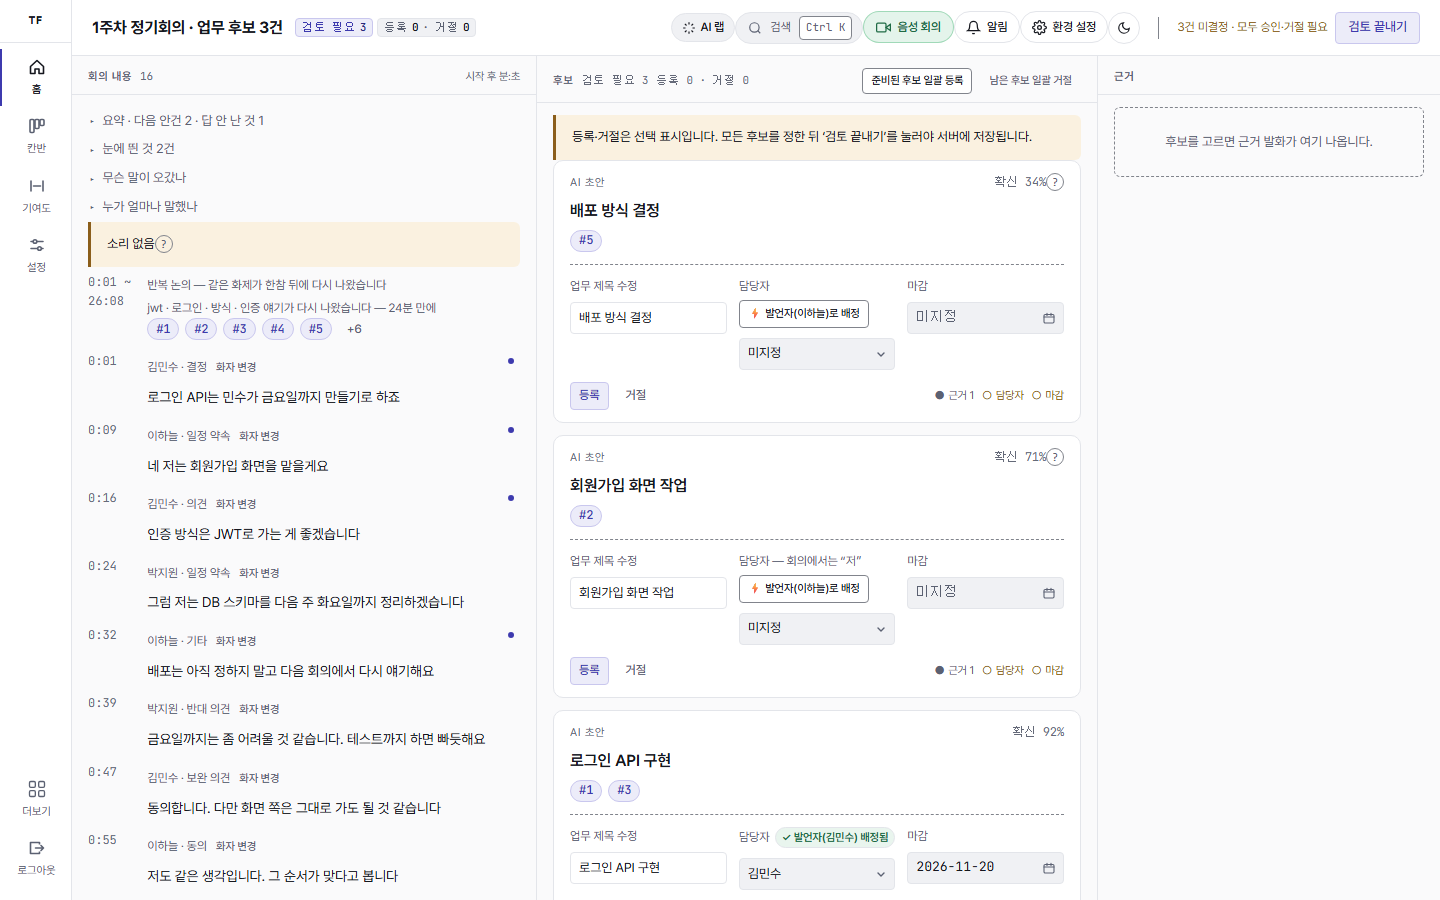 TF
홈
칸반
기여도
설정
더보기
로그아웃
1주차 정기회의 · 업무 후보 3건
검토 필요 3
등록 0 · 거절 0
AI 랩
검색
Ctrl K
음성 회의
알림
환경 설정
3건 미결정 · 모두 승인·거절 필요
검토 끝내기
회의 내용 16
시작 후 분:초
요약 · 다음 안건 2 · 답 안 난 것 1
눈에 띈 것 2건
무슨 말이 오갔나
누가 얼마나 말했나
소리 없음 ?
0:01 ~ 26:08
반복 논의 — 같은 화제가 한참 뒤에 다시 나왔습니다
jwt · 로그인 · 방식 · 인증 얘기가 다시 나왔습니다 — 24분 만에
#1 #2 #3 #4 #5 +6
0:01 김민수 · 결정 화자 변경
로그인 API는 민수가 금요일까지 만들기로 하죠
0:09 이하늘 · 일정 약속 화자 변경
네 저는 회원가입 화면을 맡을게요
0:16 김민수 · 의견 화자 변경
인증 방식은 JWT로 가는 게 좋겠습니다
0:24 박지원 · 일정 약속 화자 변경
그럼 저는 DB 스키마를 다음 주 화요일까지 정리하겠습니다
0:32 이하늘 · 기타 화자 변경
배포는 아직 정하지 말고 다음 회의에서 다시 얘기해요
0:39 박지원 · 반대 의견 화자 변경
금요일까지는 좀 어려울 것 같습니다. 테스트까지 하면 빠듯해요
0:47 김민수 · 보완 의견 화자 변경
동의합니다. 다만 화면 쪽은 그대로 가도 될 것 같습니다
0:55 이하늘 · 동의 화자 변경
저도 같은 생각입니다. 그 순서가 맞다고 봅니다
후보 검토 필요 3 등록 0 · 거절 0
준비된 후보 일괄 등록
남은 후보 일괄 거절
등록·거절은 선택 표시입니다. 모든 후보를 정한 뒤 ‘검토 끝내기’를 눌러야 서버에 저장됩니다.
AI 초안
확신 34% ?
배포 방식 결정
#5
업무 제목 수정
배포 방식 결정
담당자
발언자(이하늘)로 배정
미지정
마감
미지정
등록
거절
근거 1 담당자 마감
AI 초안
확신 71% ?
회원가입 화면 작업
#2
업무 제목 수정
회원가입 화면 작업
담당자 — 회의에서는 “저”
발언자(이하늘)로 배정
미지정
마감
미지정
등록
거절
근거 1 담당자 마감
AI 초안
확신 92%
로그인 API 구현
#1 #3
업무 제목 수정
로그인 API 구현
담당자
발언자(김민수) 배정됨
김민수
마감
2026-11-20
근거
후보를 고르면 근거 발화가 여기 나옵니다.